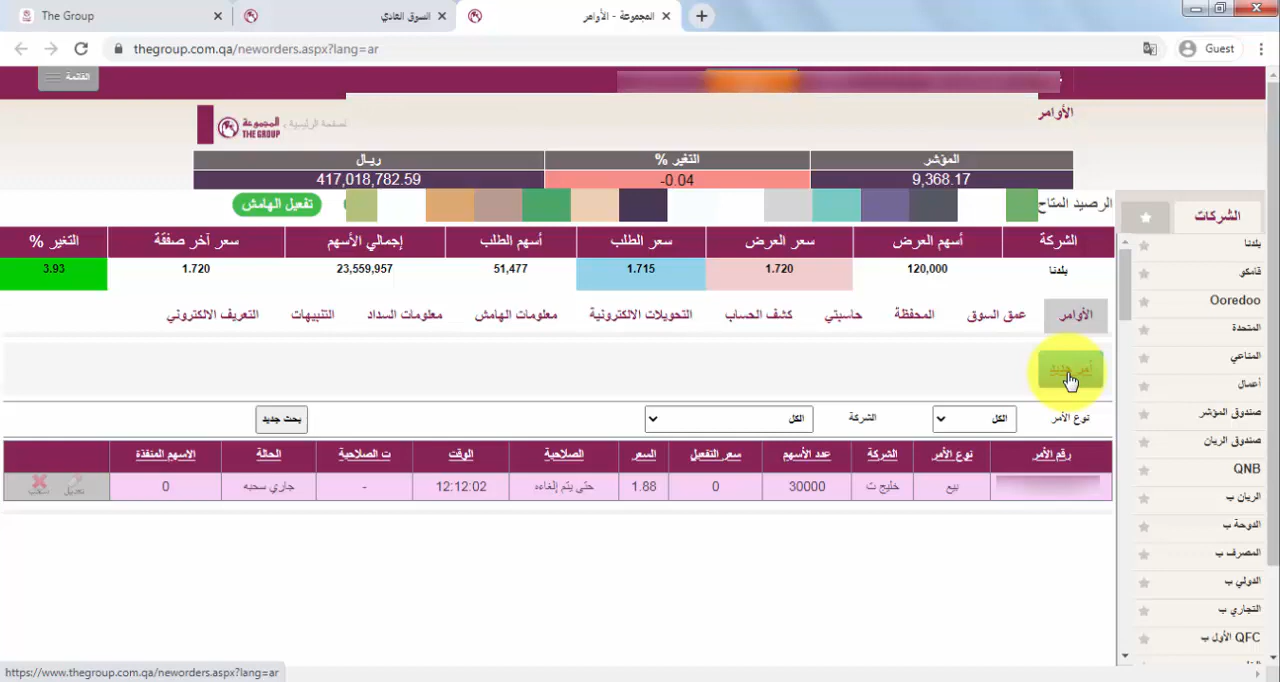 The Group
السوق العادي
المجموعة - الأوامر
thegroup.com.qa/neworders.aspx?lang=ar
Guest
القائمة
الأوامر
المجموعة
THE GROUP
الصفحة الرئيسية
المؤشر التغير % ريـال
9,368.17 -0.04 417,018,782.59
الرصيد المتاح
تفعيل الهامش
الشركات
الشركة أسهم العرض سعر العرض سعر الطلب أسهم الطلب إجمالي الأسهم سعر آخر صفقة التغير %
بلدنا 120,000 1.720 1.715 51,477 23,559,957 1.720 3.93
الأوامر عمق السوق المحفظة حاسبتي كشف الحساب التحويلات الالكترونية معلومات الهامش معلومات السداد التنبيهات التعريف الالكتروني
أمر جديد
نوع الأمر الكل الشركة الكل بحث جديد
رقم الأمر نوع الأمر الشركة عدد الأسهم سعر التفعيل السعر الصلاحية الوقت ت الصلاحية الحالة الاسهم المنفذة
بيع خليج ت 30000 0 1.88 حتى يتم إلغاءه 12:12:02 - جاري سحبه 0 تعديل سحب
بلدنا
قامكو
Ooredoo
المتحدة
المناعي
أعمال
صندوق المؤشر
صندوق الريان
QNB
الريان ب
الدوحة ب
المصرف ب
الدولي ب
التجاري ب
QFC الأول ب
https://www.thegroup.com.qa/neworders.aspx?lang=ar